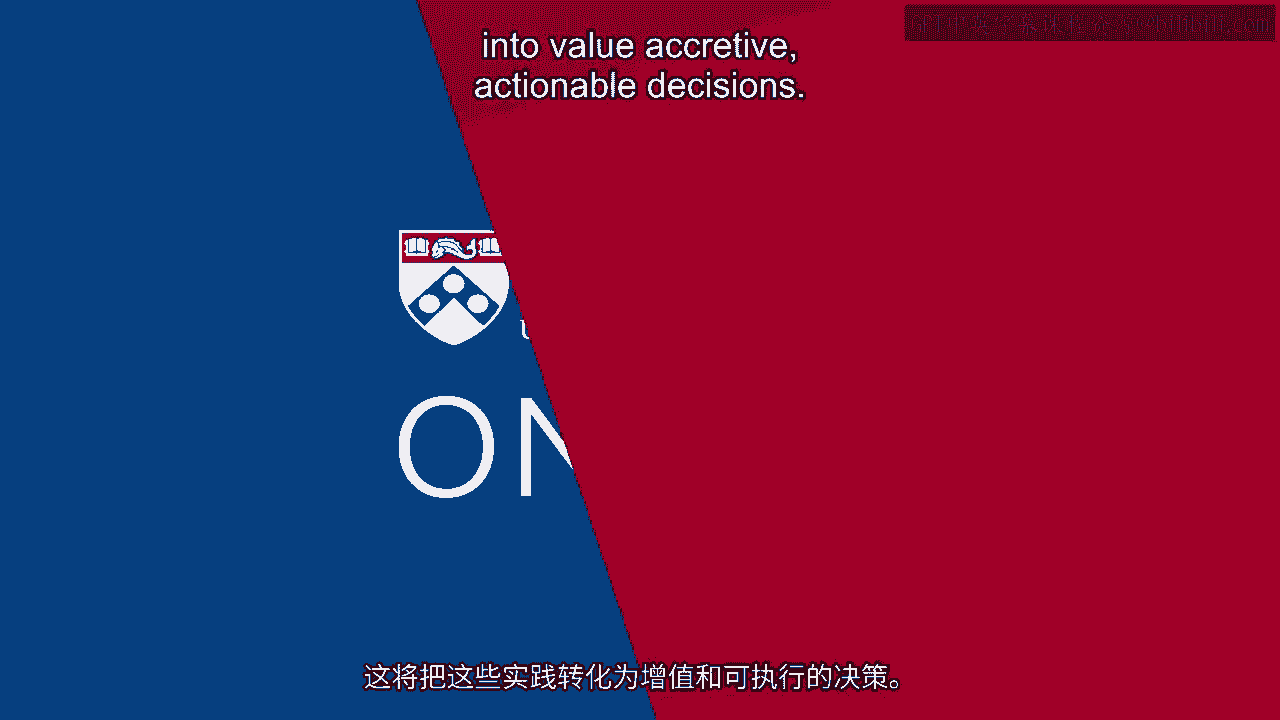 into value accretive,
actionable decisions.
ON
这将把这些实践转化为增值和可执行的决策。